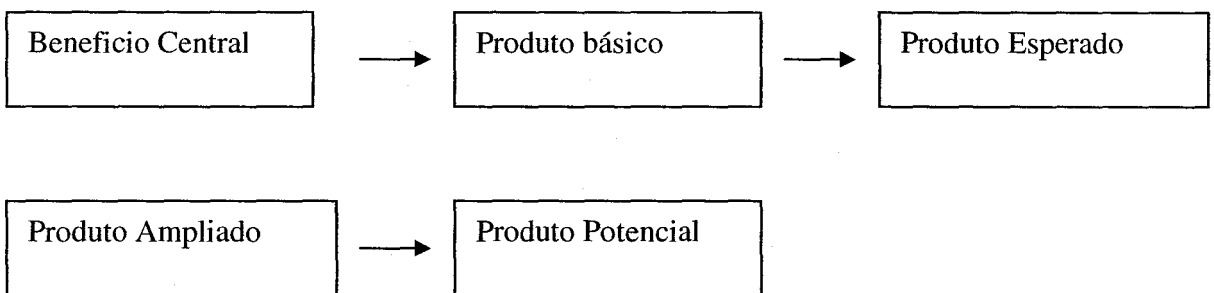 Beneficio Central
Produto básico
Produto Esperado
Produto Ampliado
Produto Potencial